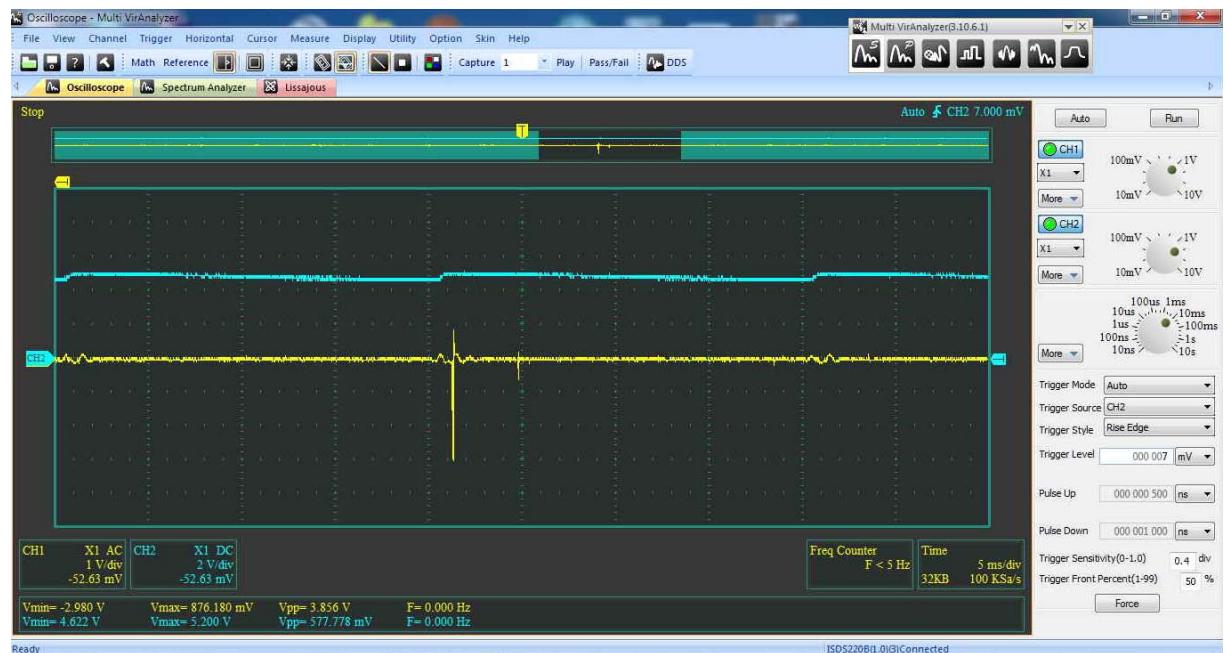 Oscilloscope - Multi VirAnalyzer
Multi VirAnalyzer(3.10.6.1)
File View Channel Trigger Horizontal Cursor Measure Display Utility Option Skin Help
Math Reference Capture 1 Play Pass/Fail DDS
Oscilloscope Spectrum Analyzer Lissajous
Stop Auto CH2 7.000 mV
T
Auto Run
CH1
100mV 1V
X1
10mV 10V
More
CH2
100mV 1V
X1
10mV 10V
More
100us 1ms
10us 10ms
1us 100ms
100ns 1s
10ns 10s
More
CH2
Trigger Mode Auto
Trigger Source CH2
Trigger Style Rise Edge
Trigger Level 000 007 mV
Pulse Up 000 000 500 ns
Pulse Down 000 001 000 ns
Trigger Sensitivity(0-1.0) 0.4 div
Trigger Front Percent(1-99) 50 %
Force
CH1 X1 AC
1 V/div
-52.63 mV
CH2 X1 DC
2 V/div
-52.63 mV
Freq Counter
F < 5 Hz
Time
5 ms/div
32KB 100 KSa/s
Vmin= -2.980 V Vmax= 876.180 mV Vpp= 3.856 V F= 0.000 Hz
Vmin= 4.622 V Vmax= 5.200 V Vpp= 577.778 mV F= 0.000 Hz
Ready ISDS220B(1.0)(3)Connected